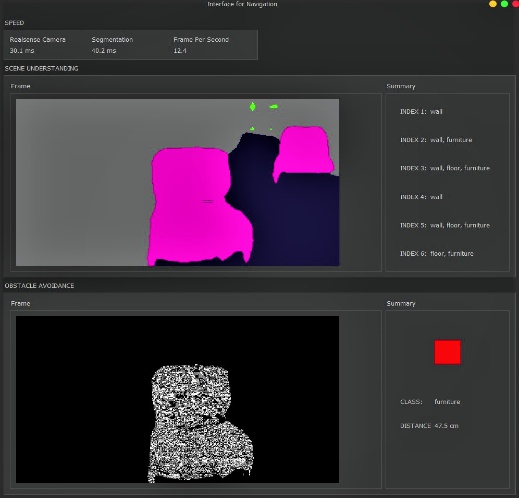 Interface for Navigation
SPEED
Realsense Camera Segmentation Frame Per Second
30.1 ms 40.2 ms 12.4
SCENE UNDERSTANDING
Frame Summary
INDEX 1: wall
INDEX 2: wall, furniture
INDEX 3: wall, floor, furniture
INDEX 4: wall
INDEX 5: wall, floor, furniture
INDEX 6: floor, furniture
OBSTACLE AVOIDANCE
Frame Summary
CLASS: furniture
DISTANCE 47.5 cm